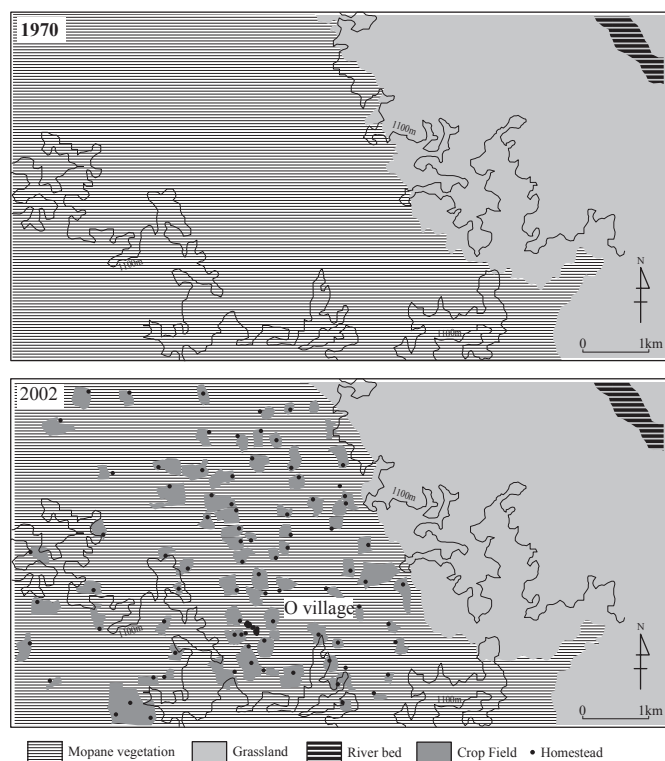 1970
1100m
1100m
1100m
N
0 1km
2002
1100m
O village
1100m
1100m
N
0 1km
Mopane vegetation Grassland River bed Crop Field Homestead